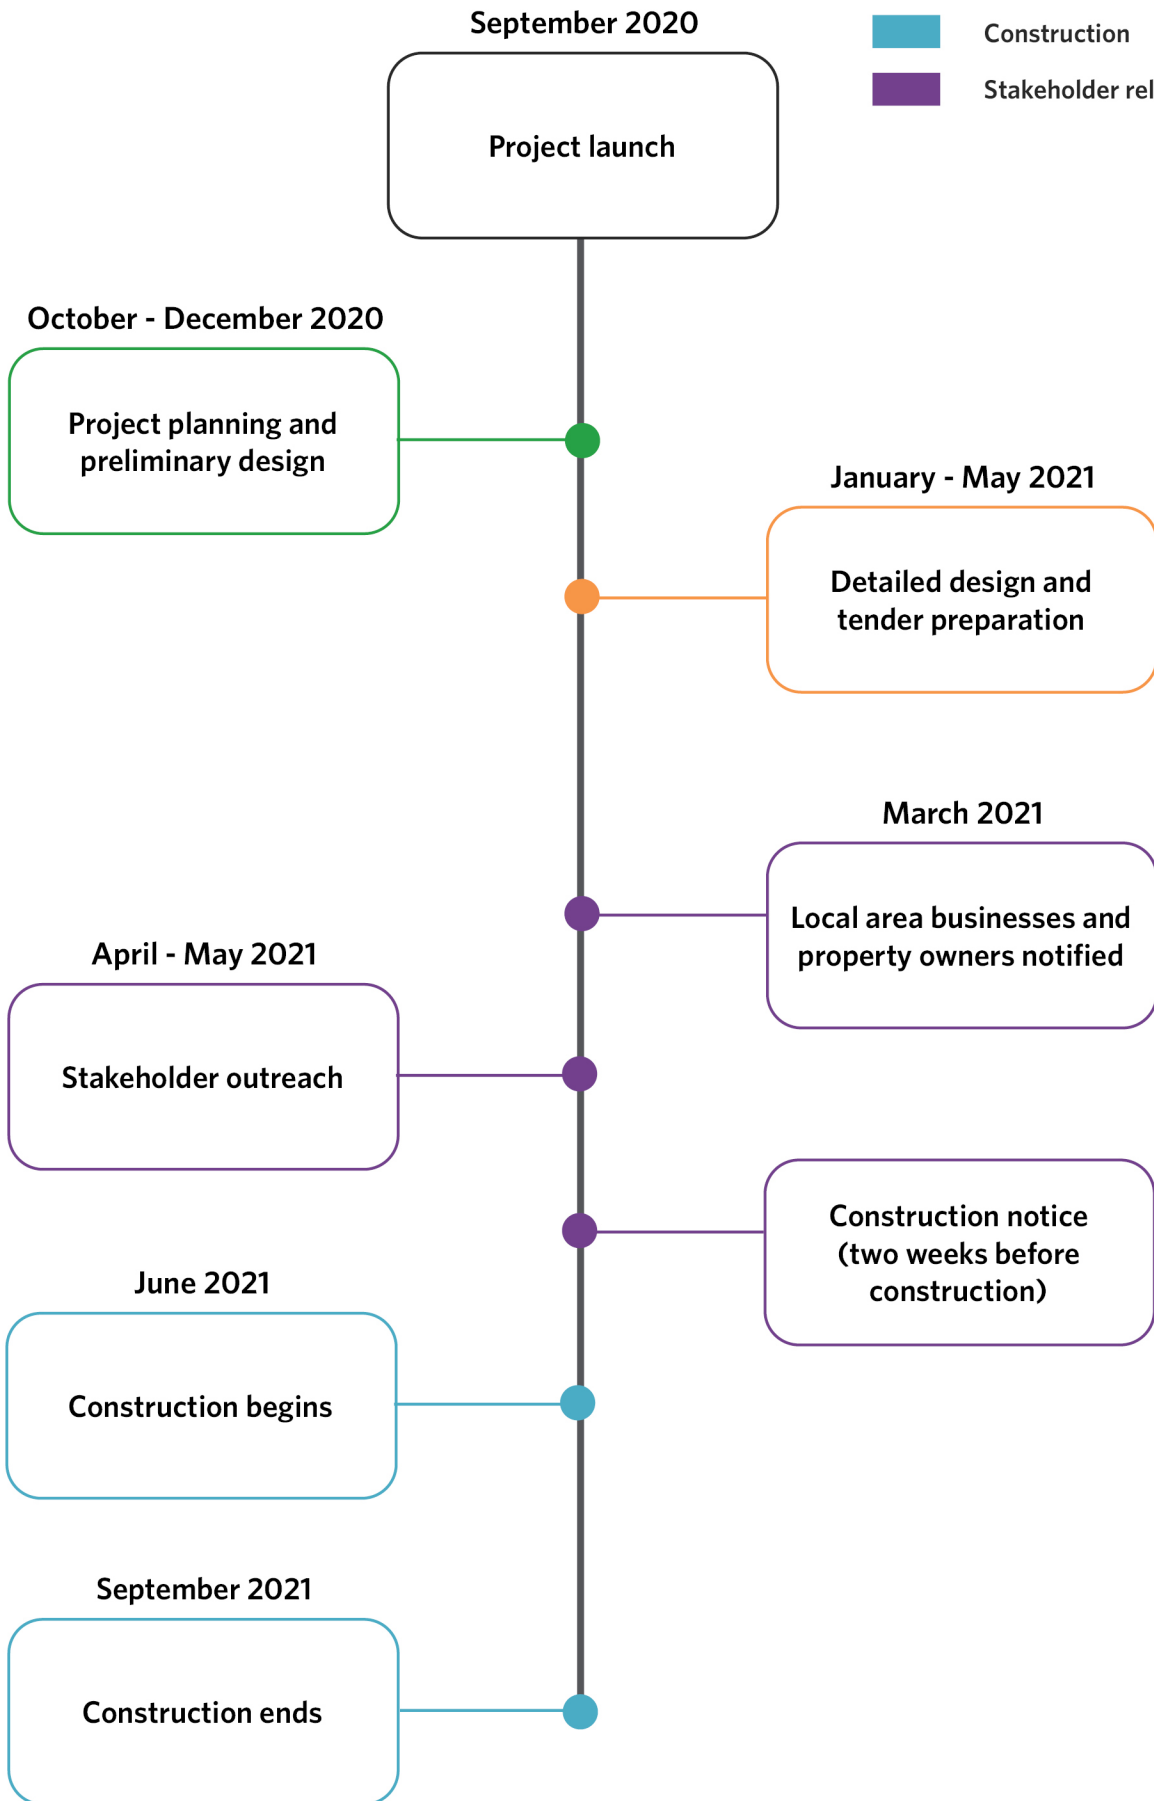 September 2020
Construction
Stakeholder rel
Project launch
October - December 2020
Project planning and
preliminary design
January - May 2021
Detailed design and
tender preparation
March 2021
Local area businesses and
property owners notified
April - May 2021
Stakeholder outreach
Construction notice
(two weeks before
construction)
June 2021
Construction begins
September 2021
Construction ends